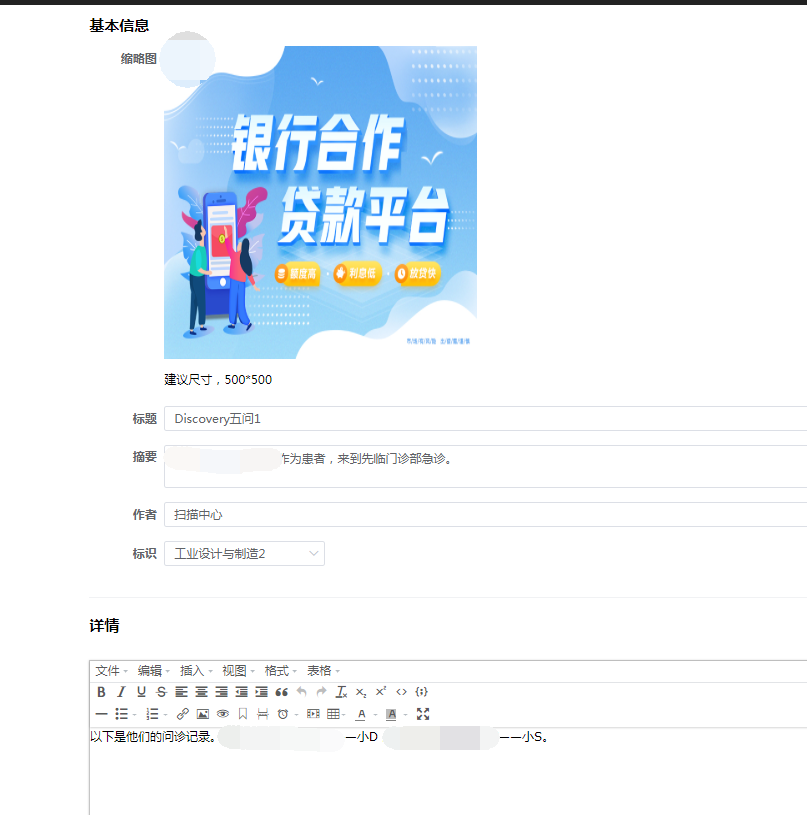 基本信息
缩略图
银行合作
贷款平台
额度高
利息低
放贷快
建议尺寸，500*500
标题
Discovery五问1
摘要
作为患者，来到先临门诊部急诊。
作者
扫描中心
标识
工业设计与制造2
详情
文件 编辑 插入 视图 格式 表格
以下是他们的问诊记录。 —小D ——小S。